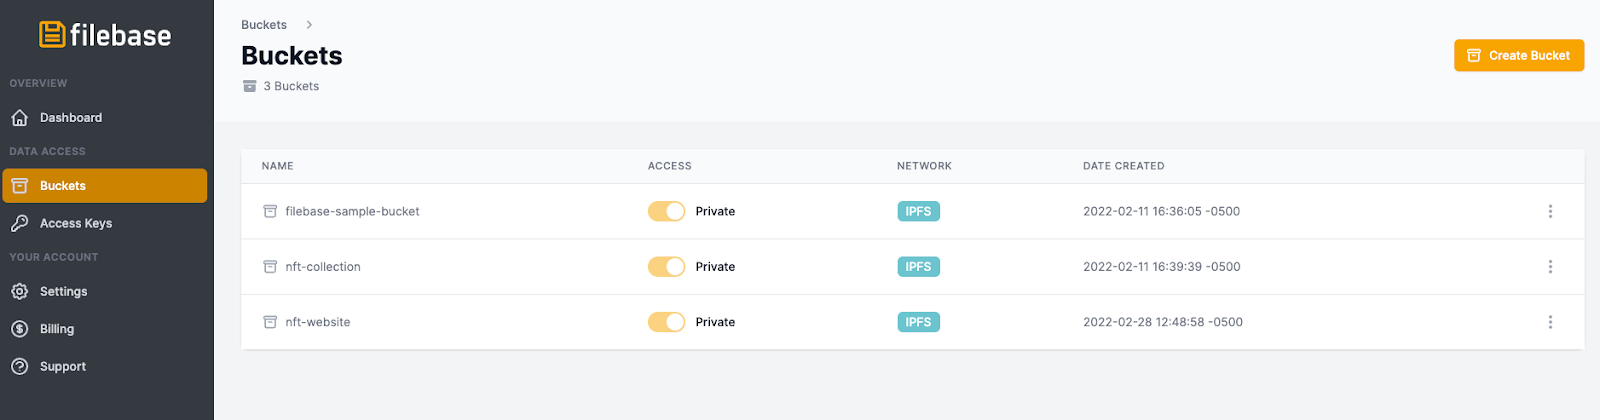 filebase
OVERVIEW
Dashboard
DATA ACCESS
Buckets
Access Keys
YOUR ACCOUNT
Settings
Billing
Support
Buckets
Buckets
3 Buckets
Create Bucket
NAME ACCESS NETWORK DATE CREATED
filebase-sample-bucket Private IPFS 2022-02-11 16:36:05 -0500
nft-collection Private IPFS 2022-02-11 16:39:39 -0500
nft-website Private IPFS 2022-02-28 12:48:58 -0500